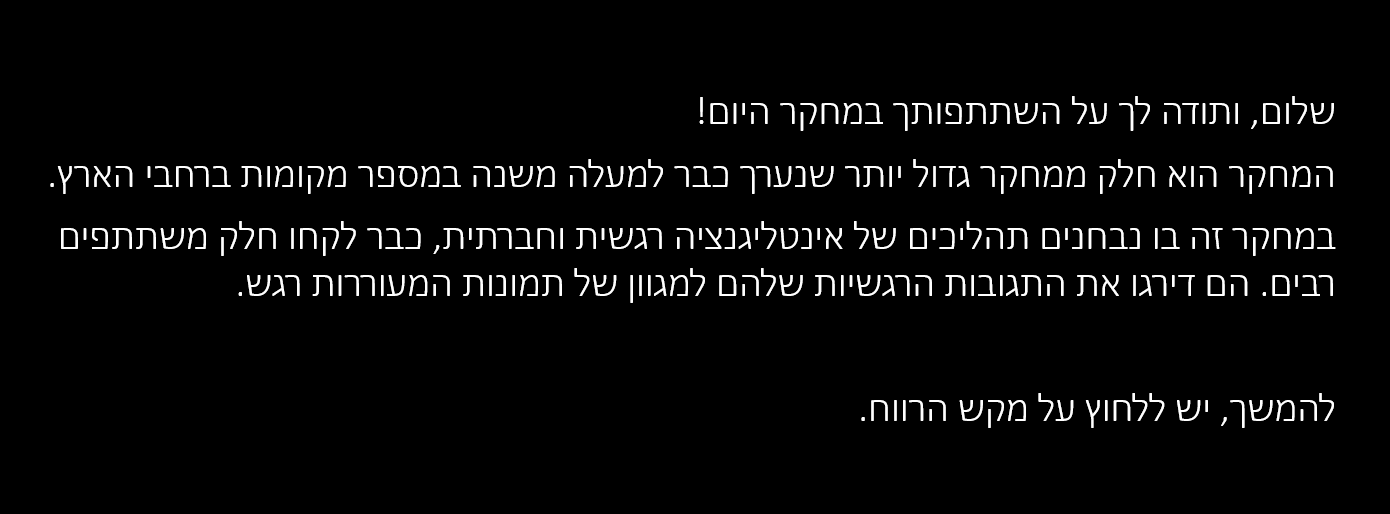 שלום, ותודה לך על השתתפותך במחקר היום!
המחקר הוא חלק ממחקר גדול יותר שנערך כבר למעלה משנה במספר מקומות ברחבי הארץ.
במחקר זה בו נבחנים תהליכים של אינטליגנציה רגשית וחברתית, כבר לקחו חלק משתתפים
רבים. הם דירגו את התגובות הרגשיות שלהם למגוון של תמונות המעוררות רגש.
להמשך, יש ללחוץ על מקש הרווח.